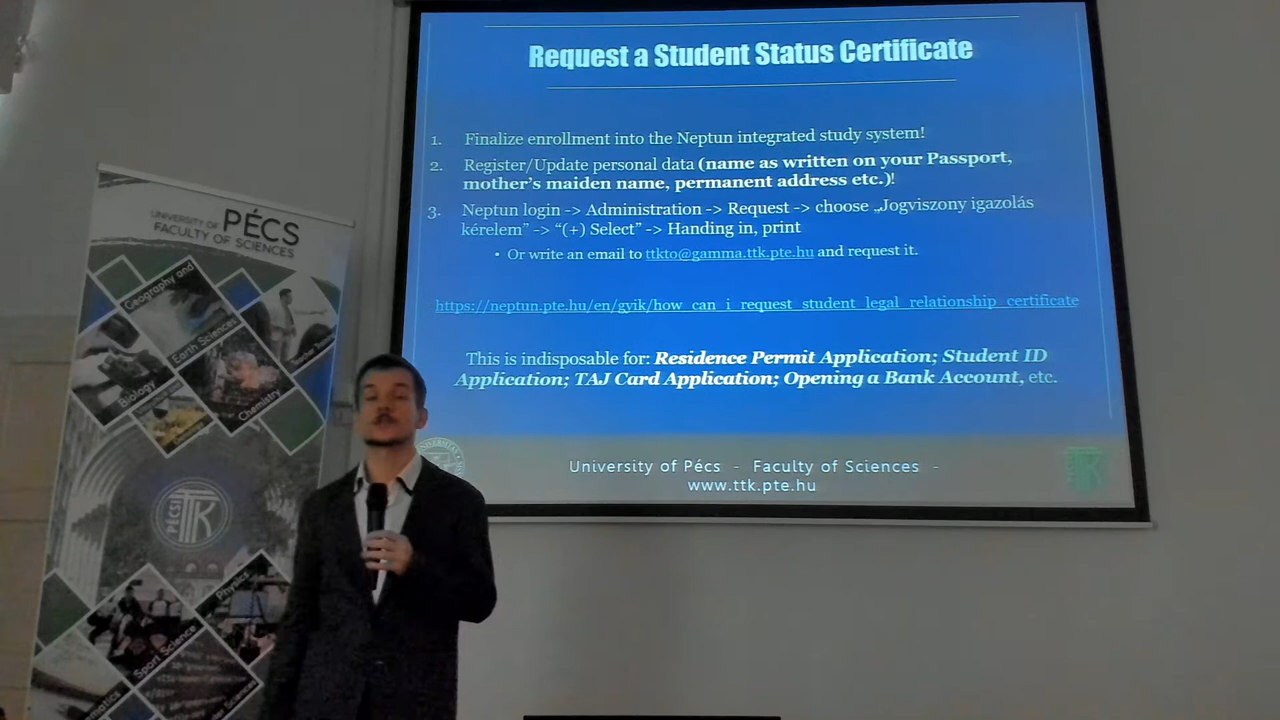 Request a Student Status Certificate
1. Finalize enrollment into the Neptun integrated study system!
2. Register/Update personal data (name as written on your Passport,
mother's maiden name, permanent address etc.)!
3. Neptun login -> Administration -> Request -> choose „Jogviszony igazolás
kérelem” -> “(+) Select” -> Handing in, print
• Or write an email to ttkto@gamma.ttk.pte.hu and request it.
https://neptun.pte.hu/en/gyik/how_can_i_request_student_legal_relationship_certificate
This is indisposable for: Residence Permit Application; Student ID
Application; TAJ Card Application; Opening a Bank Account, etc.
University of Pécs - Faculty of Sciences -
www.ttk.pte.hu
UNIVERSITY OF PÉCS
FACULTY OF SCIENCES
Geography and
Earth Sciences
Biology
Chemistry
PÉCSI TTK
Physics
Sport Science